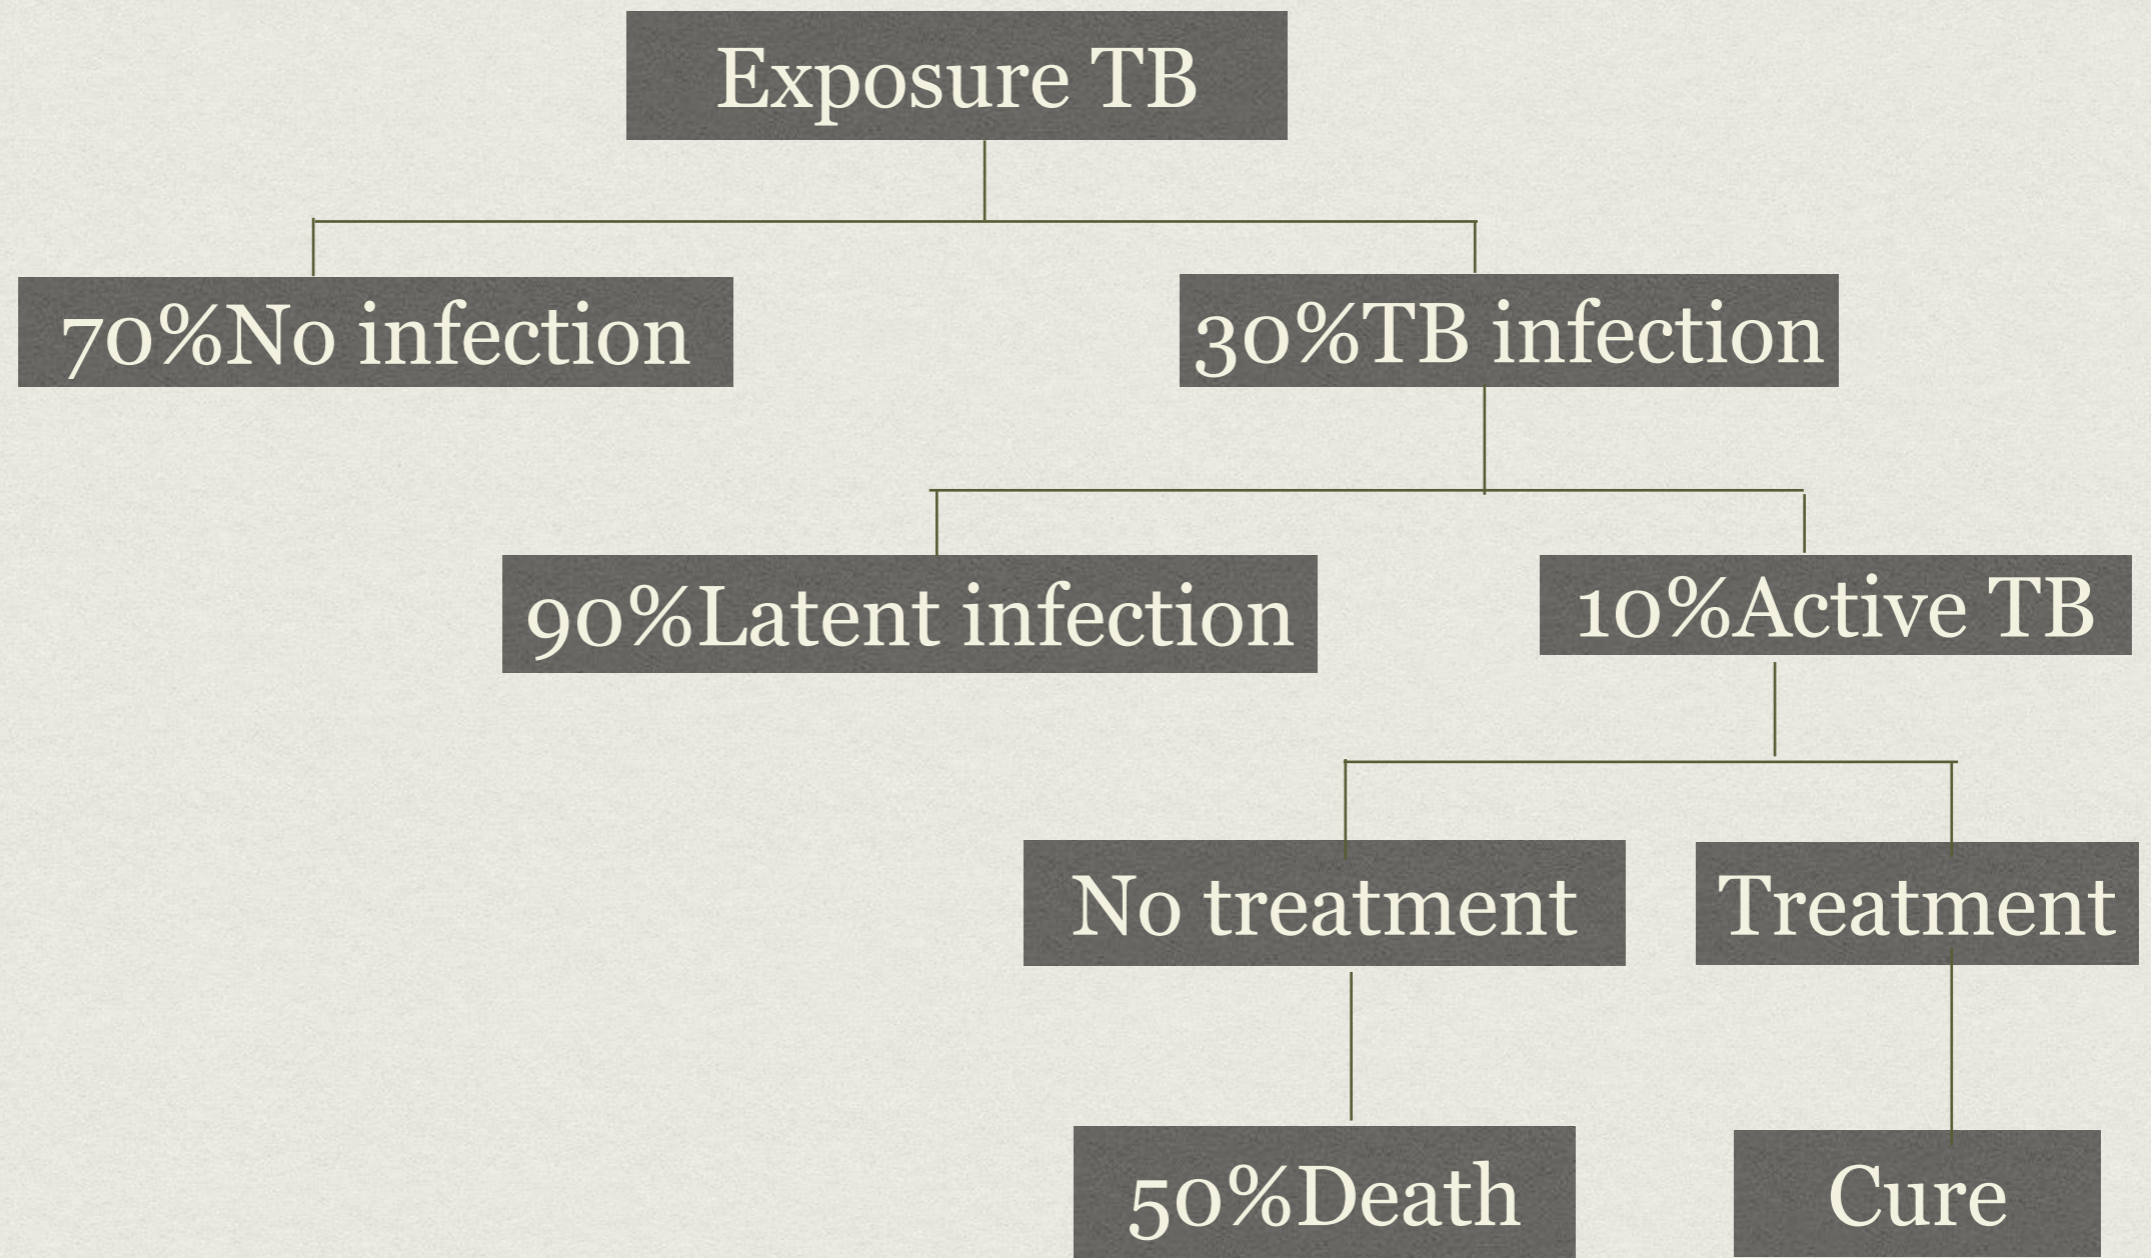 Exposure TB
70%No infection
30%TB infection
90%Latent infection
10%Active TB
No treatment
Treatment
50%Death
Cure